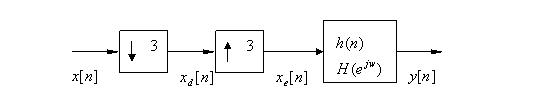 ↓ 3
↑ 3
h(n)
H(e^{jw})
x[n]
x_d[n]
x_e[n]
y[n]